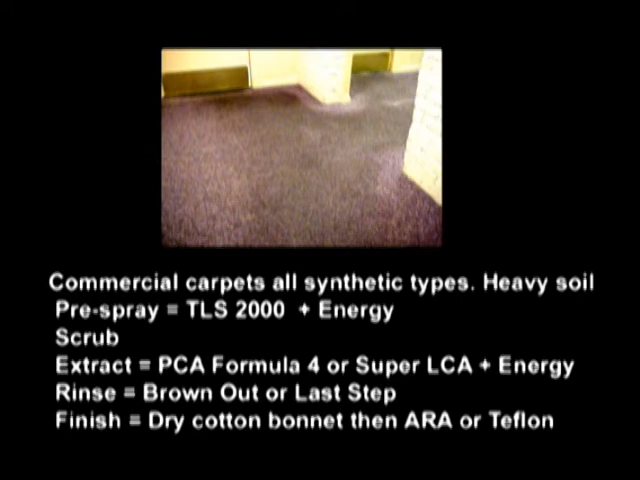 Commercial carpets all synthetic types. Heavy soil
Pre-spray = TLS 2000 + Energy
Scrub
Extract = PCA Formula 4 or Super LCA + Energy
Rinse = Brown Out or Last Step
Finish = Dry cotton bonnet then ARA or Teflon